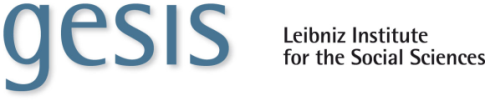 gesis
Leibniz Institute
for the Social Sciences